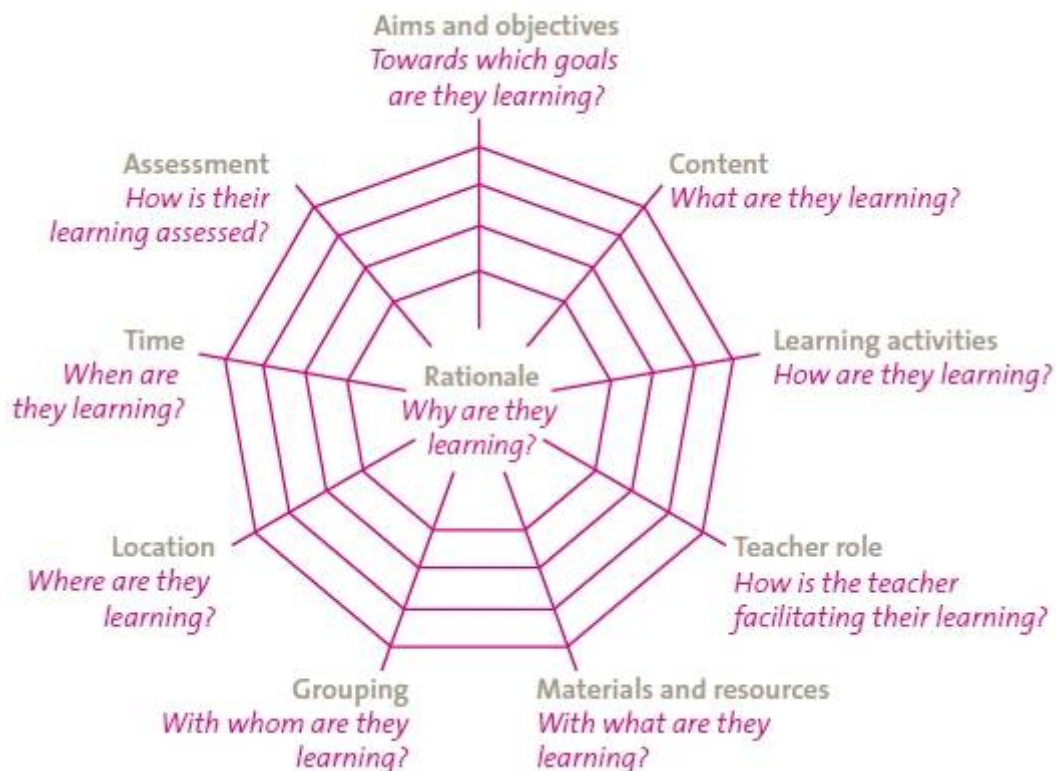 Aims and objectives
Towards which goals
are they learning?
Assessment
How is their
learning assessed?
Content
What are they learning?
Time
When are
they learning?
Rationale
Why are they
learning?
Learning activities
How are they learning?
Location
Where are they
learning?
Teacher role
How is the teacher
facilitating their learning?
Grouping
With whom are they
learning?
Materials and resources
With what are they
learning?